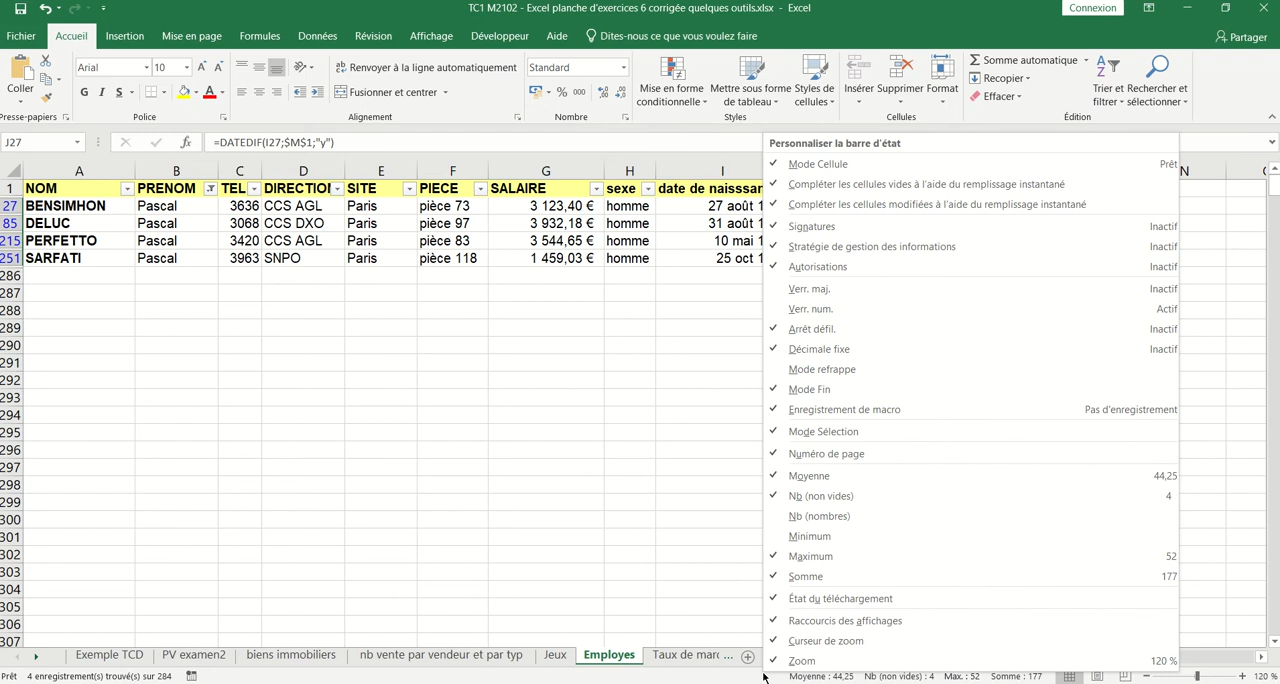 TC1 M2102 - Excel planche d'exercices 6 corrigée quelques outils.xlsx - Excel
Connexion
Fichier Accueil Insertion Mise en page Formules Données Révision Affichage Développeur Aide Dites-nous ce que vous voulez faire Partager
Coller
Presse-papiers
Arial 10
G I S
Police
Renvoyer à la ligne automatiquement
Fusionner et centrer
Alignement
Standard
% 000
Nombre
Mise en forme conditionnelle
Mettre sous forme de tableau
Styles de cellules
Styles
Insérer Supprimer Format
Cellules
Somme automatique
Recopier
Effacer
Trier et filtrer
Rechercher et sélectionner
Édition
J27 fx =DATEDIF(I27;$M$1;"y")
A B C D E F G H I N
1 NOM PRENOM TEL DIRECTION SITE PIECE SALAIRE sexe date de naisssan
27 BENSIMHON Pascal 3636 CCS AGL Paris pièce 73 3 123,40 € homme 27 août 1
85 DELUC Pascal 3068 CCS DXO Paris pièce 97 3 932,18 € homme 31 août 1
215 PERFETTO Pascal 3420 CCS AGL Paris pièce 83 3 544,65 € homme 10 mai 1
251 SARFATI Pascal 3963 SNPO Paris pièce 118 1 459,03 € homme 25 oct 1
286
287
288
289
290
291
292
293
294
295
296
297
298
299
300
301
302
303
304
305
306
307
Personnaliser la barre d'état
Mode Cellule Prêt
Compléter les cellules vides à l'aide du remplissage instantané
Compléter les cellules modifiées à l'aide du remplissage instantané
Signatures Inactif
Stratégie de gestion des informations Inactif
Autorisations Inactif
Verr. maj. Inactif
Verr. num. Actif
Arrêt défil. Inactif
Décimale fixe Inactif
Mode refrappe
Mode Fin
Enregistrement de macro Pas d'enregistrement
Mode Sélection
Numéro de page
Moyenne 44,25
Nb (non vides) 4
Nb (nombres)
Minimum
Maximum 52
Somme 177
État du téléchargement
Raccourcis des affichages
Curseur de zoom
Zoom 120 %
Exemple TCD PV examen2 biens immobiliers nb vente par vendeur et par typ Jeux Employes Taux de marc ...
Prêt 4 enregistrement(s) trouvé(s) sur 284 Moyenne : 44,25 Nb (non vides) : 4 Max. : 52 Somme : 177 120 %